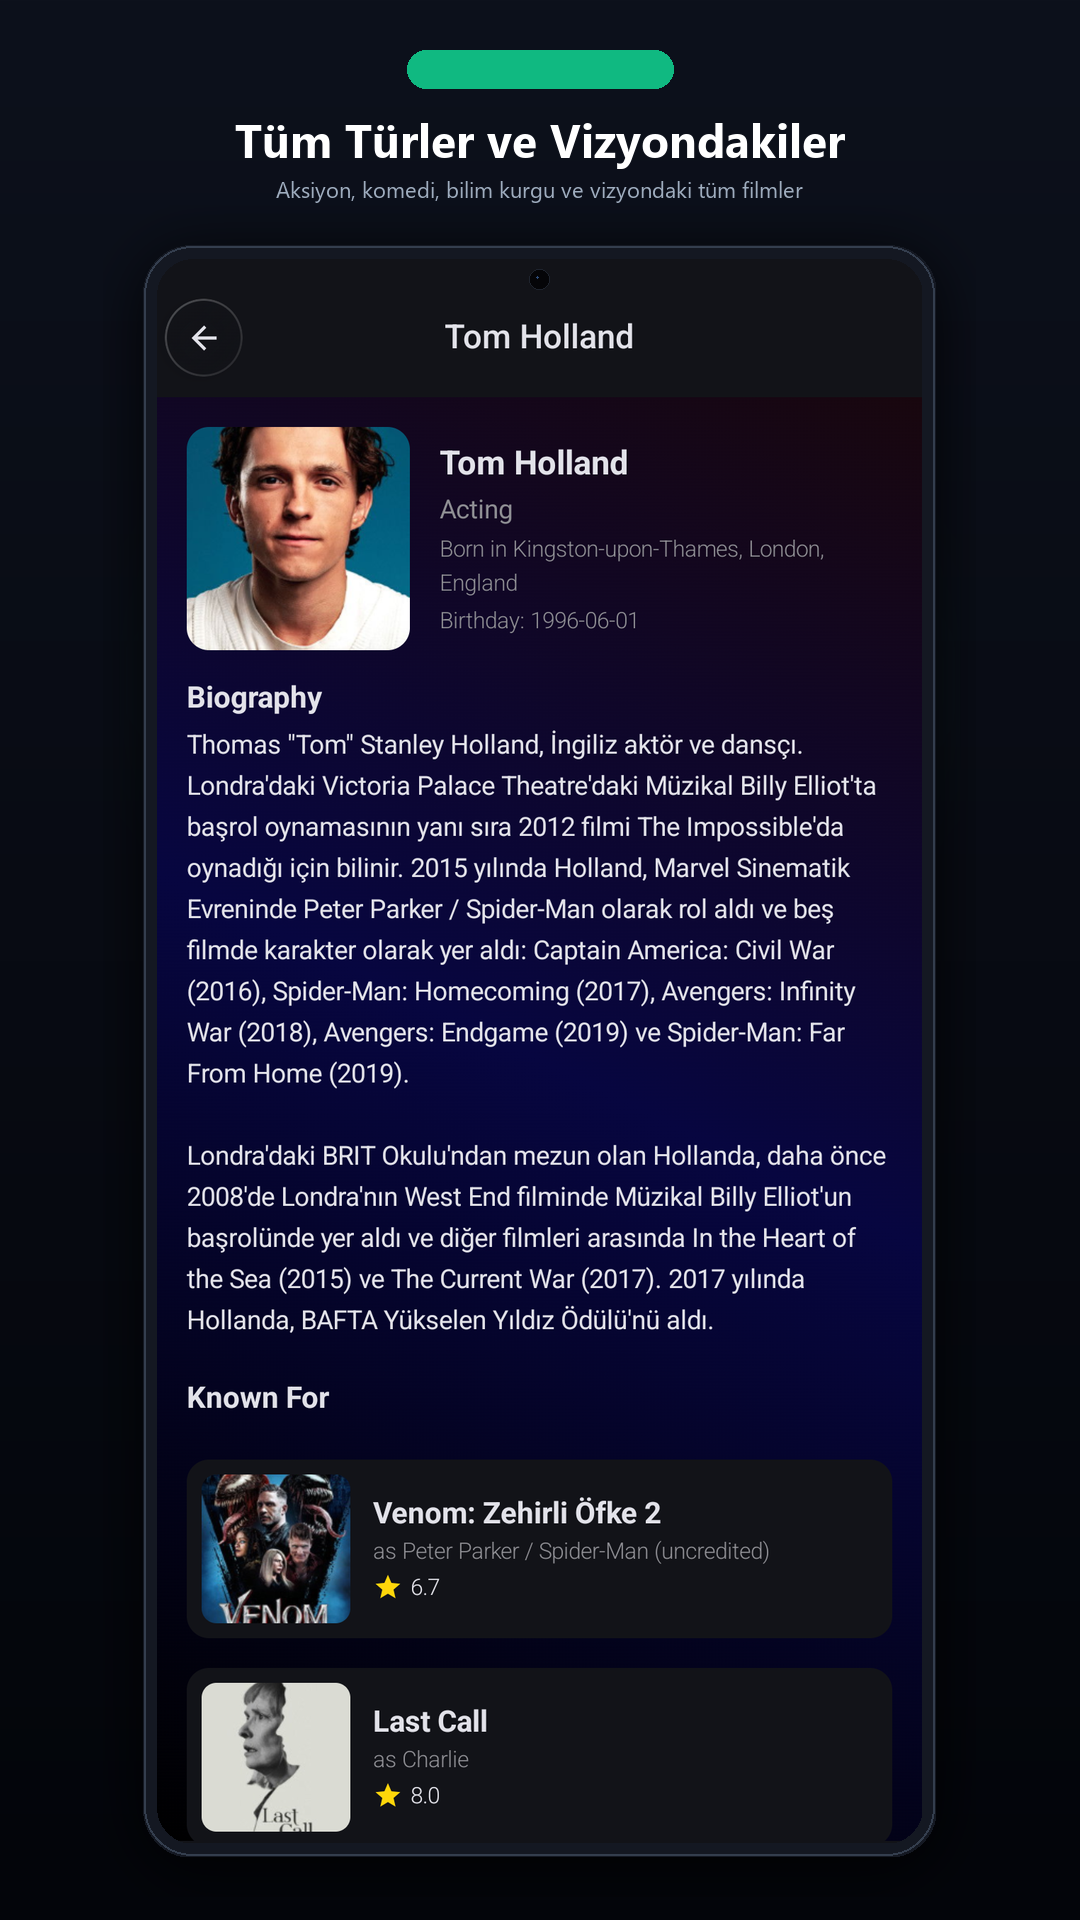 Tüm Türler ve Vizyondakiler
Aksiyon, komedi, bilim kurgu ve vizyondaki tüm filmler
Tom Holland
Tom Holland
Acting
Born in Kingston-upon-Thames, London,
England
Birthday: 1996-06-01
Biography
Thomas "Tom" Stanley Holland, İngiliz aktör ve dansçı.
Londra'daki Victoria Palace Theatre'daki Müzikal Billy Elliot'ta
başrol oynamasının yanı sıra 2012 filmi The Impossible'da
oynadığı için bilinir. 2015 yılında Holland, Marvel Sinematik
Evreninde Peter Parker / Spider-Man olarak rol aldı ve beş
filmde karakter olarak yer aldı: Captain America: Civil War
(2016), Spider-Man: Homecoming (2017), Avengers: Infinity
War (2018), Avengers: Endgame (2019) ve Spider-Man: Far
From Home (2019).
Londra'daki BRIT Okulu'ndan mezun olan Hollanda, daha önce
2008'de Londra'nın West End filminde Müzikal Billy Elliot'un
başrolünde yer aldı ve diğer filmleri arasında In the Heart of
the Sea (2015) ve The Current War (2017). 2017 yılında
Hollanda, BAFTA Yükselen Yıldız Ödülü'nü aldı.
Known For
VENOM
Venom: Zehirli Öfke 2
as Peter Parker / Spider-Man (uncredited)
6.7
Last
Call
Last Call
as Charlie
8.0